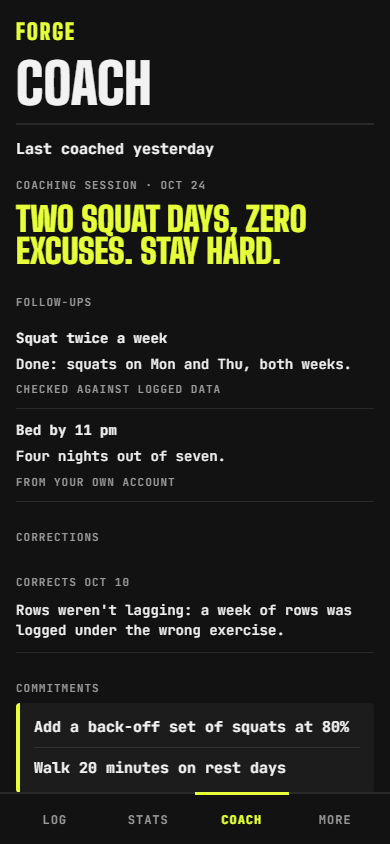 FORGE
COACH
Last coached yesterday
COACHING SESSION · OCT 24
TWO SQUAT DAYS, ZERO
EXCUSES. STAY HARD.
FOLLOW-UPS
Squat twice a week
Done: squats on Mon and Thu, both weeks.
CHECKED AGAINST LOGGED DATA
Bed by 11 pm
Four nights out of seven.
FROM YOUR OWN ACCOUNT
CORRECTIONS
CORRECTS OCT 10
Rows weren't lagging: a week of rows was
logged under the wrong exercise.
COMMITMENTS
Add a back-off set of squats at 80%
Walk 20 minutes on rest days
LOG STATS COACH MORE